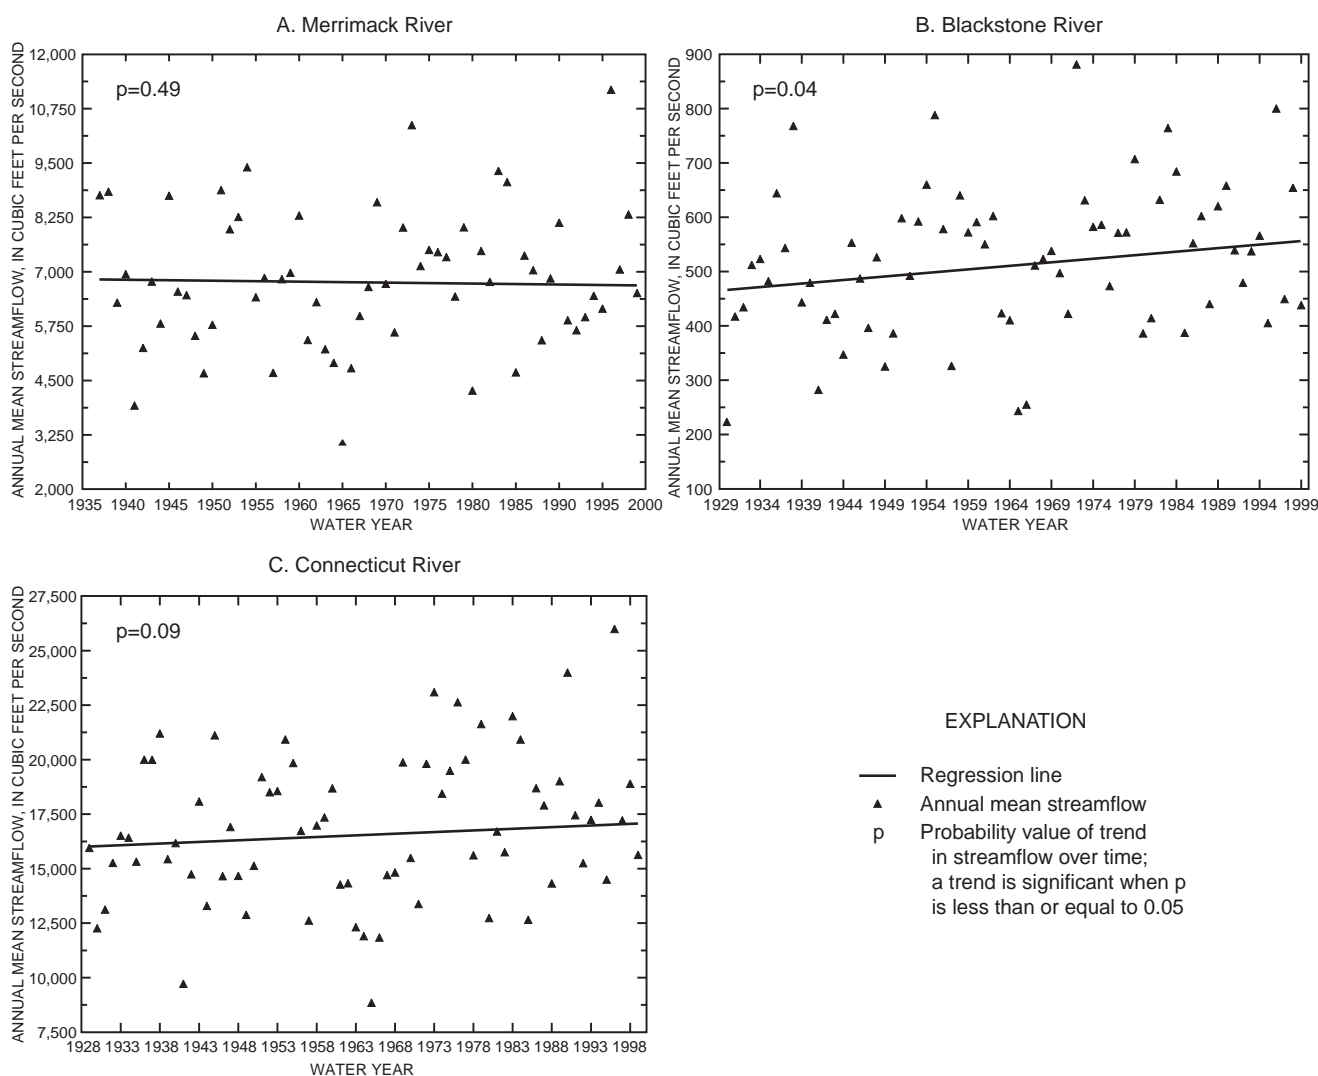 A. Merrimack River
ANNUAL MEAN STREAMFLOW, IN CUBIC FEET PER SECOND
12,000
10,750
9,500
8,250
7,000
5,750
4,500
3,250
2,000
p=0.49
1935 1940 1945 1950 1955 1960 1965 1970 1975 1980 1985 1990 1995 2000
WATER YEAR
B. Blackstone River
ANNUAL MEAN STREAMFLOW, IN CUBIC FEET PER SECOND
900
800
700
600
500
400
300
200
100
p=0.04
1929 1934 1939 1944 1949 1954 1959 1964 1969 1974 1979 1984 1989 1994 1999
WATER YEAR
C. Connecticut River
ANNUAL MEAN STREAMFLOW, IN CUBIC FEET PER SECOND
27,500
25,000
22,500
20,000
17,500
15,000
12,500
10,000
7,500
p=0.09
1928 1933 1938 1943 1948 1953 1958 1963 1968 1973 1978 1983 1988 1993 1998
WATER YEAR
EXPLANATION
Regression line
Annual mean streamflow
p Probability value of trend
in streamflow over time;
a trend is significant when p
is less than or equal to 0.05